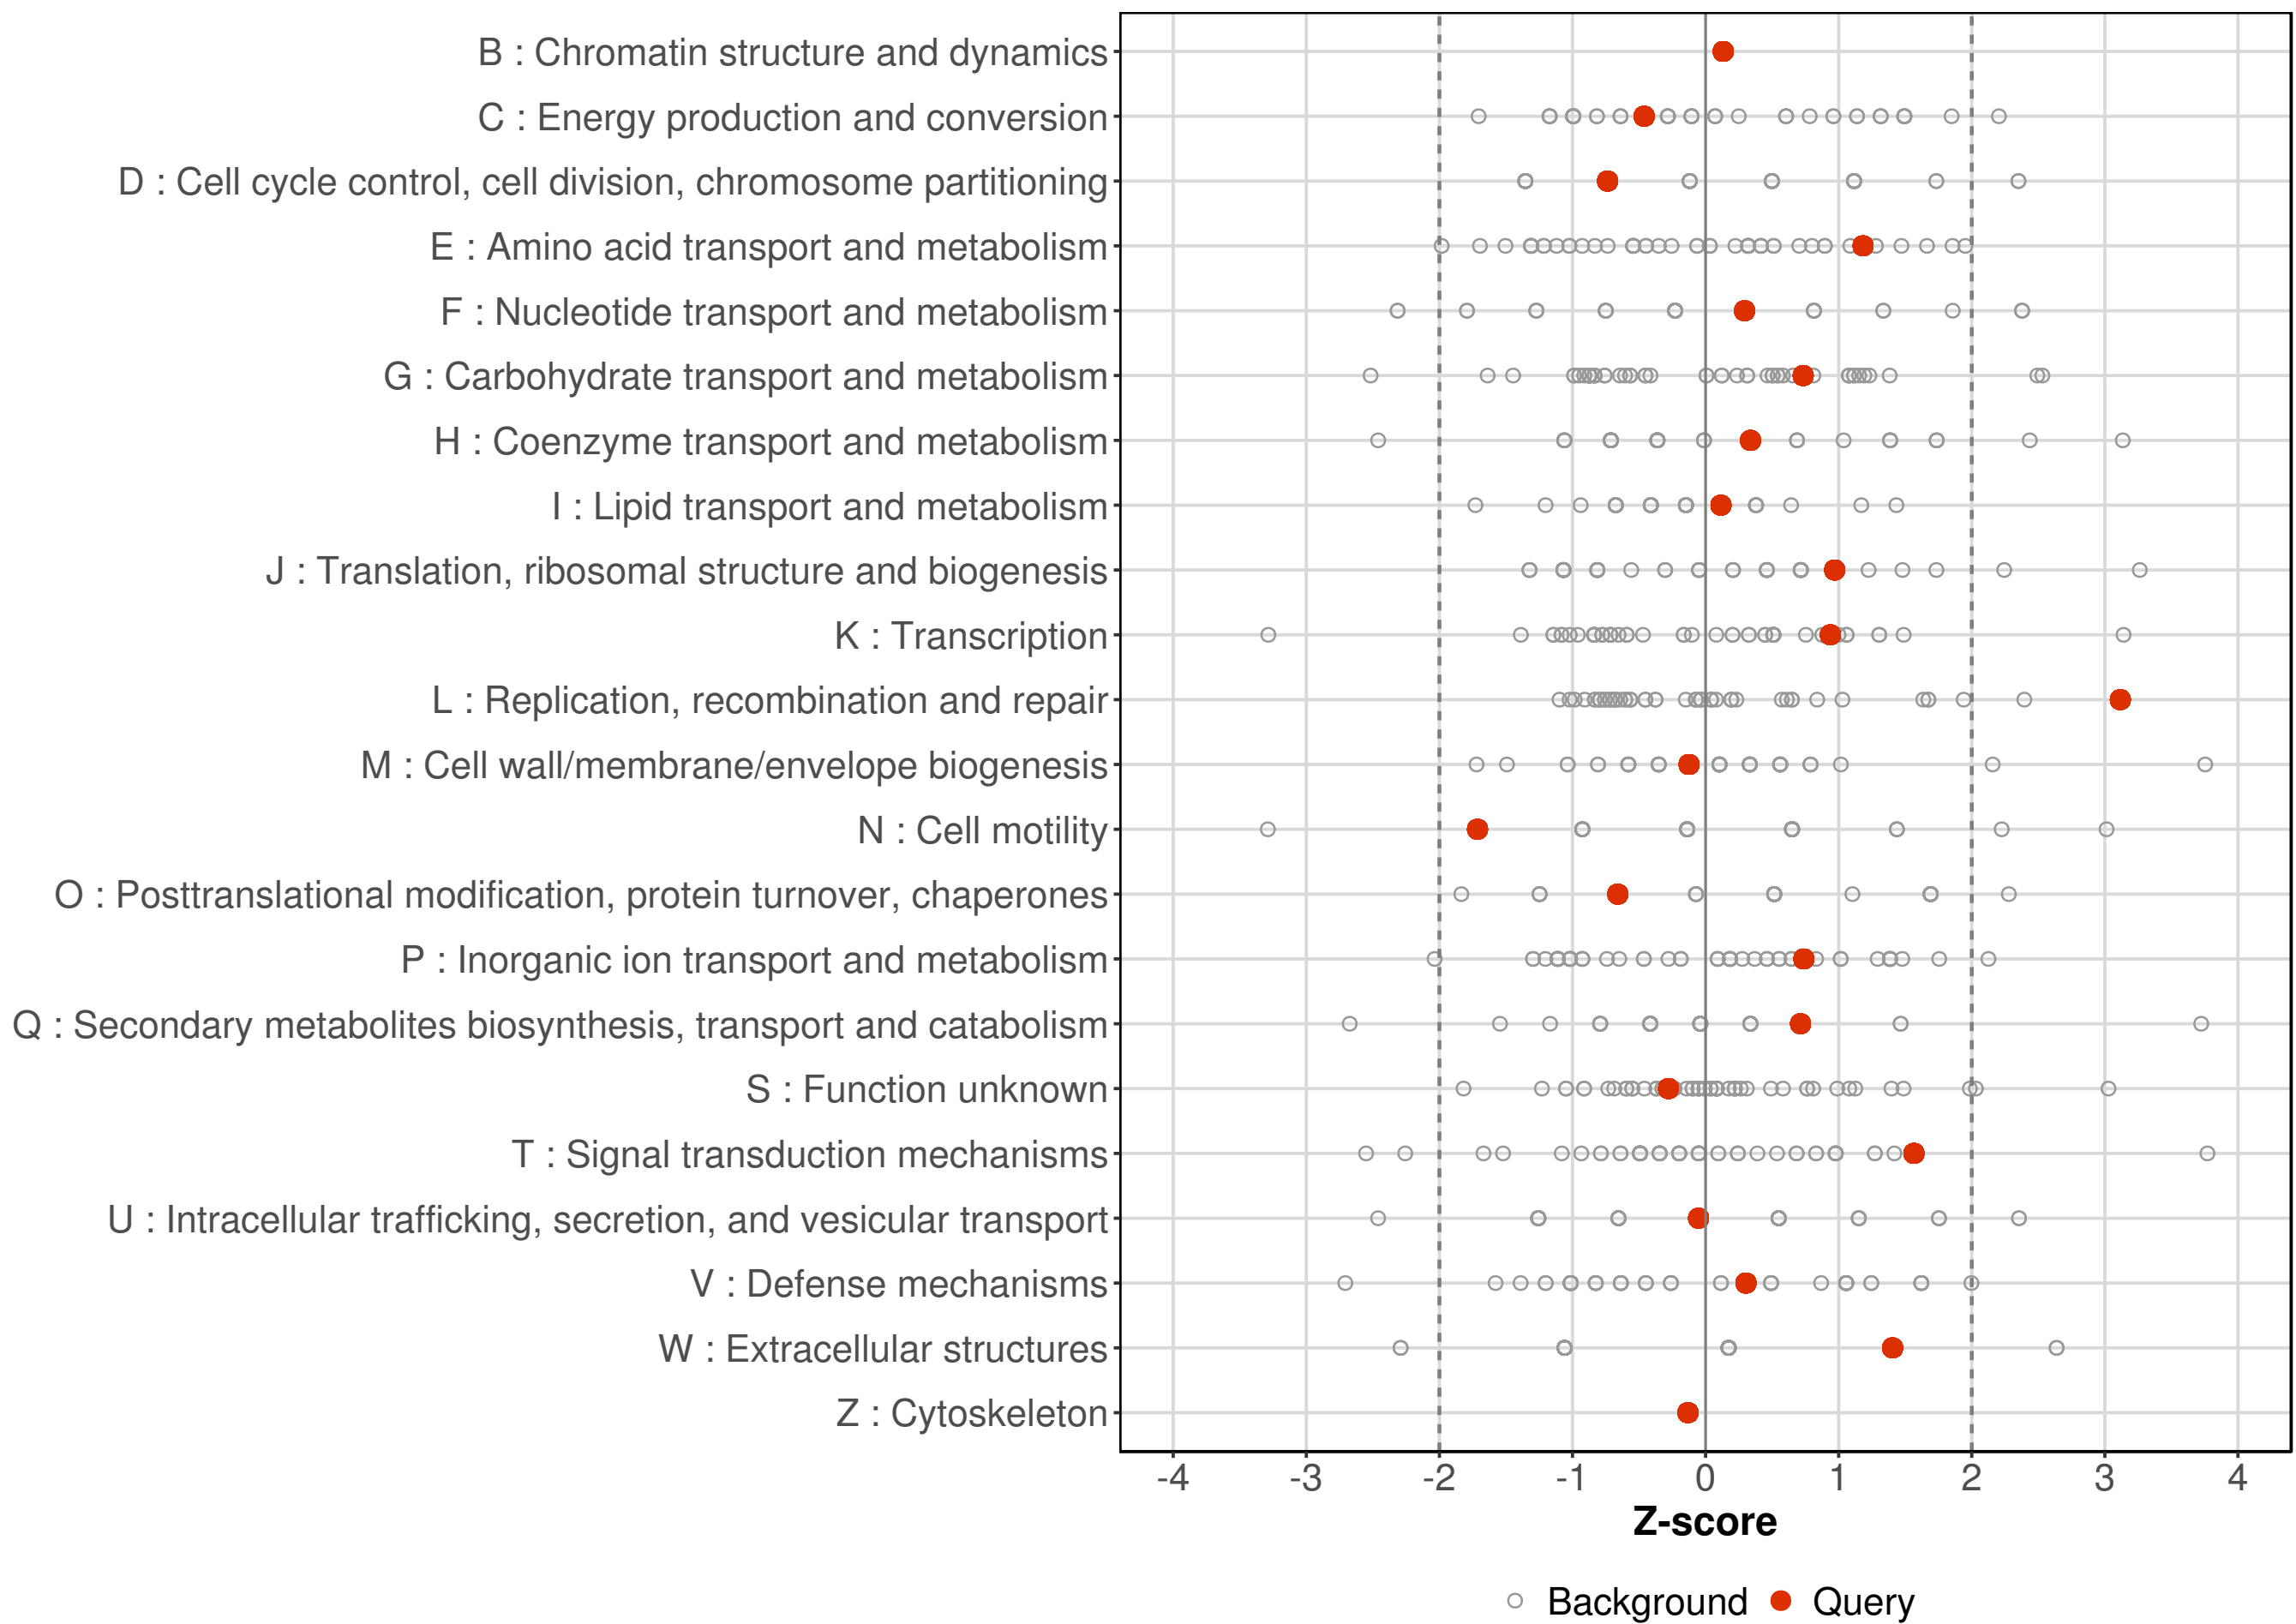 B : Chromatin structure and dynamics
C : Energy production and conversion
D : Cell cycle control, cell division, chromosome partitioning
E : Amino acid transport and metabolism
F : Nucleotide transport and metabolism
G : Carbohydrate transport and metabolism
H : Coenzyme transport and metabolism
I : Lipid transport and metabolism
J : Translation, ribosomal structure and biogenesis
K : Transcription
L : Replication, recombination and repair
M : Cell wall/membrane/envelope biogenesis
N : Cell motility
O : Posttranslational modification, protein turnover, chaperones
P : Inorganic ion transport and metabolism
Q : Secondary metabolites biosynthesis, transport and catabolism
S : Function unknown
T : Signal transduction mechanisms
U : Intracellular trafficking, secretion, and vesicular transport
V : Defense mechanisms
W : Extracellular structures
Z : Cytoskeleton
-4 -3 -2 -1 0 1 2 3 4
Z-score
Background Query